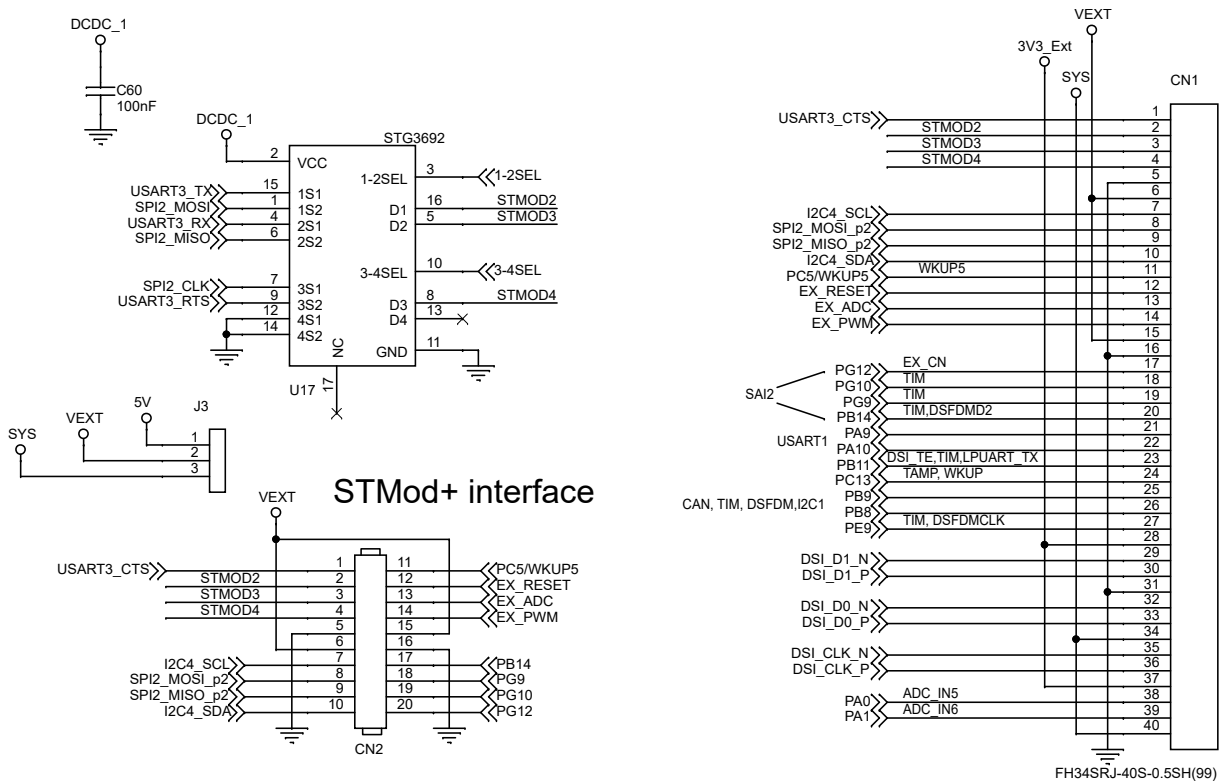 DCDC_1
C60
100nF
DCDC_1
STG3692
2 VCC
USART3_TX 15 1S1
SPI2_MOSI 1 1S2
USART3_RX 4 2S1
SPI2_MISO 6 2S2
SPI2_CLK 7 3S1
USART3_RTS 9 3S2
12 4S1
14 4S2
1-2SEL 3 1-2SEL
D1 16 STMOD2
D2 5 STMOD3
3-4SEL 10 3-4SEL
D3 8 STMOD4
D4 13
GND 11
NC
17
U17
5V
J3
VEXT
SYS
1
2
3
STMod+ interface
VEXT
USART3_CTS 1 11 PC5/WKUP5
STMOD2 2 12 EX_RESET
STMOD3 3 13 EX_ADC
STMOD4 4 14 EX_PWM
5 15
6 16
I2C4_SCL 7 17 PB14
SPI2_MOSI_p2 8 18 PG9
SPI2_MISO_p2 9 19 PG10
I2C4_SDA 10 20 PG12
CN2
VEXT
3V3_Ext
SYS
CN1
USART3_CTS 1
STMOD2 2
STMOD3 3
STMOD4 4
5
6
I2C4_SCL 7
SPI2_MOSI_p2 8
SPI2_MISO_p2 9
I2C4_SDA 10
PC5/WKUP5 WKUP5 11
EX_RESET 12
EX_ADC 13
EX_PWM 14
15
16
PG12 EX_CN 17
PG10 TIM 18
SAI2
PG9 TIM 19
PB14 TIM,DSFDMD2 20
PA9 21
USART1
PA10 22
PB11 DSI_TE,TIM,LPUART_TX 23
PC13 TAMP, WKUP 24
PB9 25
CAN, TIM, DSFDM,I2C1
PB8 26
PE9 TIM, DSFDMCLK 27
28
DSI_D1_N 29
DSI_D1_P 30
31
DSI_D0_N 32
DSI_D0_P 33
34
DSI_CLK_N 35
DSI_CLK_P 36
37
PA0 ADC_IN5 38
PA1 ADC_IN6 39
40
FH34SRJ-40S-0.5SH(99)